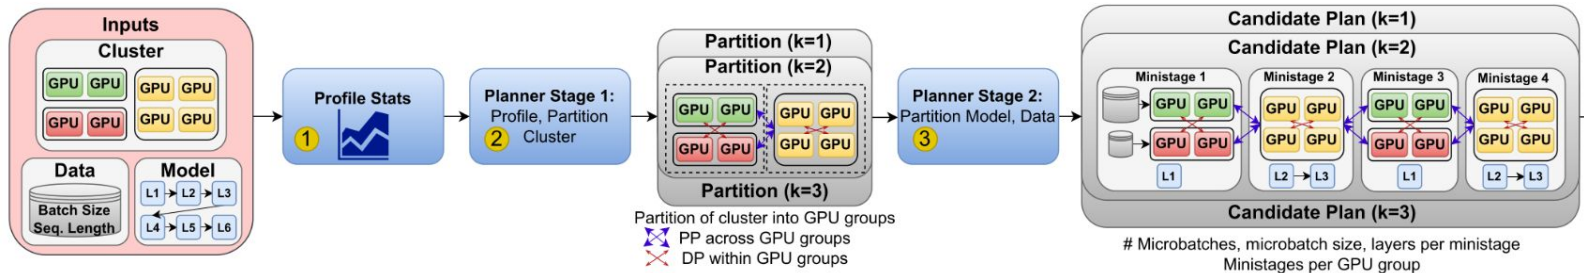 Inputs
Cluster
GPU GPU
GPU GPU
GPU GPU
GPU GPU
Data
Batch Size
Seq. Length
Model
L1 L2 L3
L4 L5 L6
Profile Stats
1
Planner Stage 1:
Profile, Partition
Cluster
2
Partition (k=1)
Partition (k=2)
GPU GPU
GPU GPU
GPU GPU
GPU GPU
Partition (k=3)
Partition of cluster into GPU groups
PP across GPU groups
DP within GPU groups
Planner Stage 2:
Partition Model, Data
3
Candidate Plan (k=1)
Candidate Plan (k=2)
Ministage 1
GPU GPU
GPU GPU
L1
Ministage 2
GPU GPU
GPU GPU
L2 L3
Ministage 3
GPU GPU
GPU GPU
L1
Ministage 4
GPU GPU
GPU GPU
L2 L3
Candidate Plan (k=3)
# Microbatches, microbatch size, layers per ministage
Ministages per GPU group